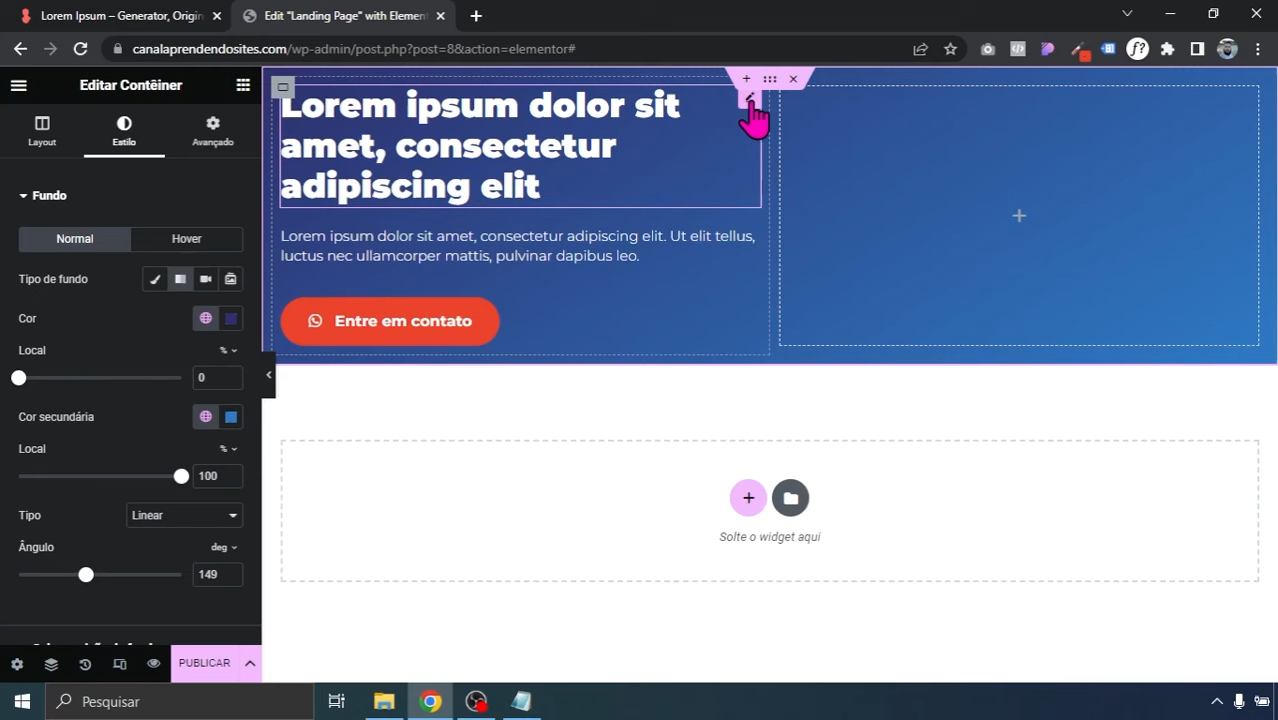 Lorem Ipsum – Generator, Origin
Edit "Landing Page" with Element
canalaprendendosites.com/wp-admin/post.php?post=8&action=elementor#
f?
Editar Contêiner
Layout
Estilo
Avançado
Fundo
Normal
Hover
Tipo de fundo
Cor
Local
%
0
Cor secundária
Local
%
100
Tipo
Linear
Ângulo
deg
149
PUBLICAR
Lorem ipsum dolor sit
amet, consectetur
adipiscing elit
Lorem ipsum dolor sit amet, consectetur adipiscing elit. Ut elit tellus,
luctus nec ullamcorper mattis, pulvinar dapibus leo.
Entre em contato
Solte o widget aqui
Pesquisar